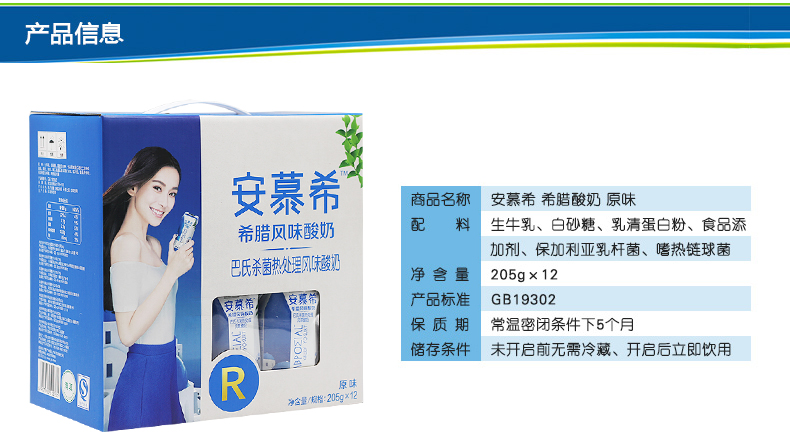 产品信息
安慕希™
希腊风味酸奶
巴氏杀菌热处理风味酸奶
安慕希
安慕希
R
原味
净含量/规格: 205g×12
商品名称 安慕希 希腊酸奶 原味
配 料 生牛乳、白砂糖、乳清蛋白粉、食品添
加剂、保加利亚乳杆菌、嗜热链球菌
净 含 量 205g×12
产品标准 GB19302
保 质 期 常温密闭条件下5个月
储存条件 未开启前无需冷藏、开启后立即饮用